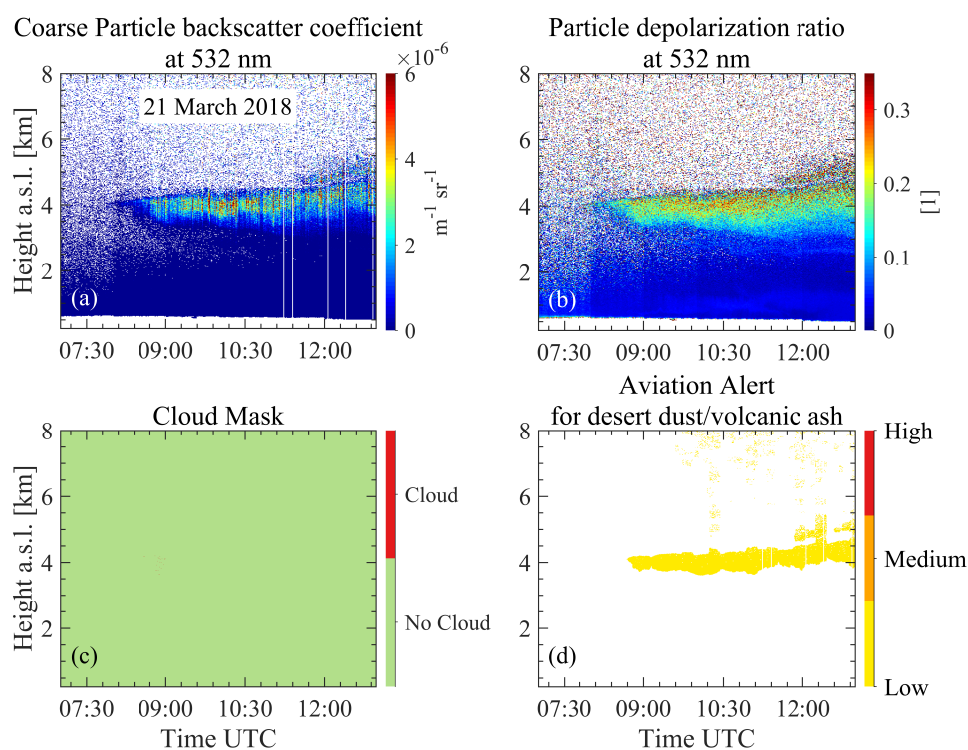 Coarse Particle backscatter coefficient
at 532 nm
×10⁻⁶
Height a.s.l. [km]
8
6
4
2
21 March 2018
(a)
07:30 09:00 10:30 12:00
6
4
2
0
m⁻¹ sr⁻¹
Particle depolarization ratio
at 532 nm
8
6
4
2
(b)
07:30 09:00 10:30 12:00
0.3
0.2
0.1
0
[1]
Cloud Mask
Height a.s.l. [km]
8
6
4
2
(c)
07:30 09:00 10:30 12:00
Time UTC
Cloud
No Cloud
Aviation Alert
for desert dust/volcanic ash
8
6
4
2
(d)
07:30 09:00 10:30 12:00
Time UTC
High
Medium
Low